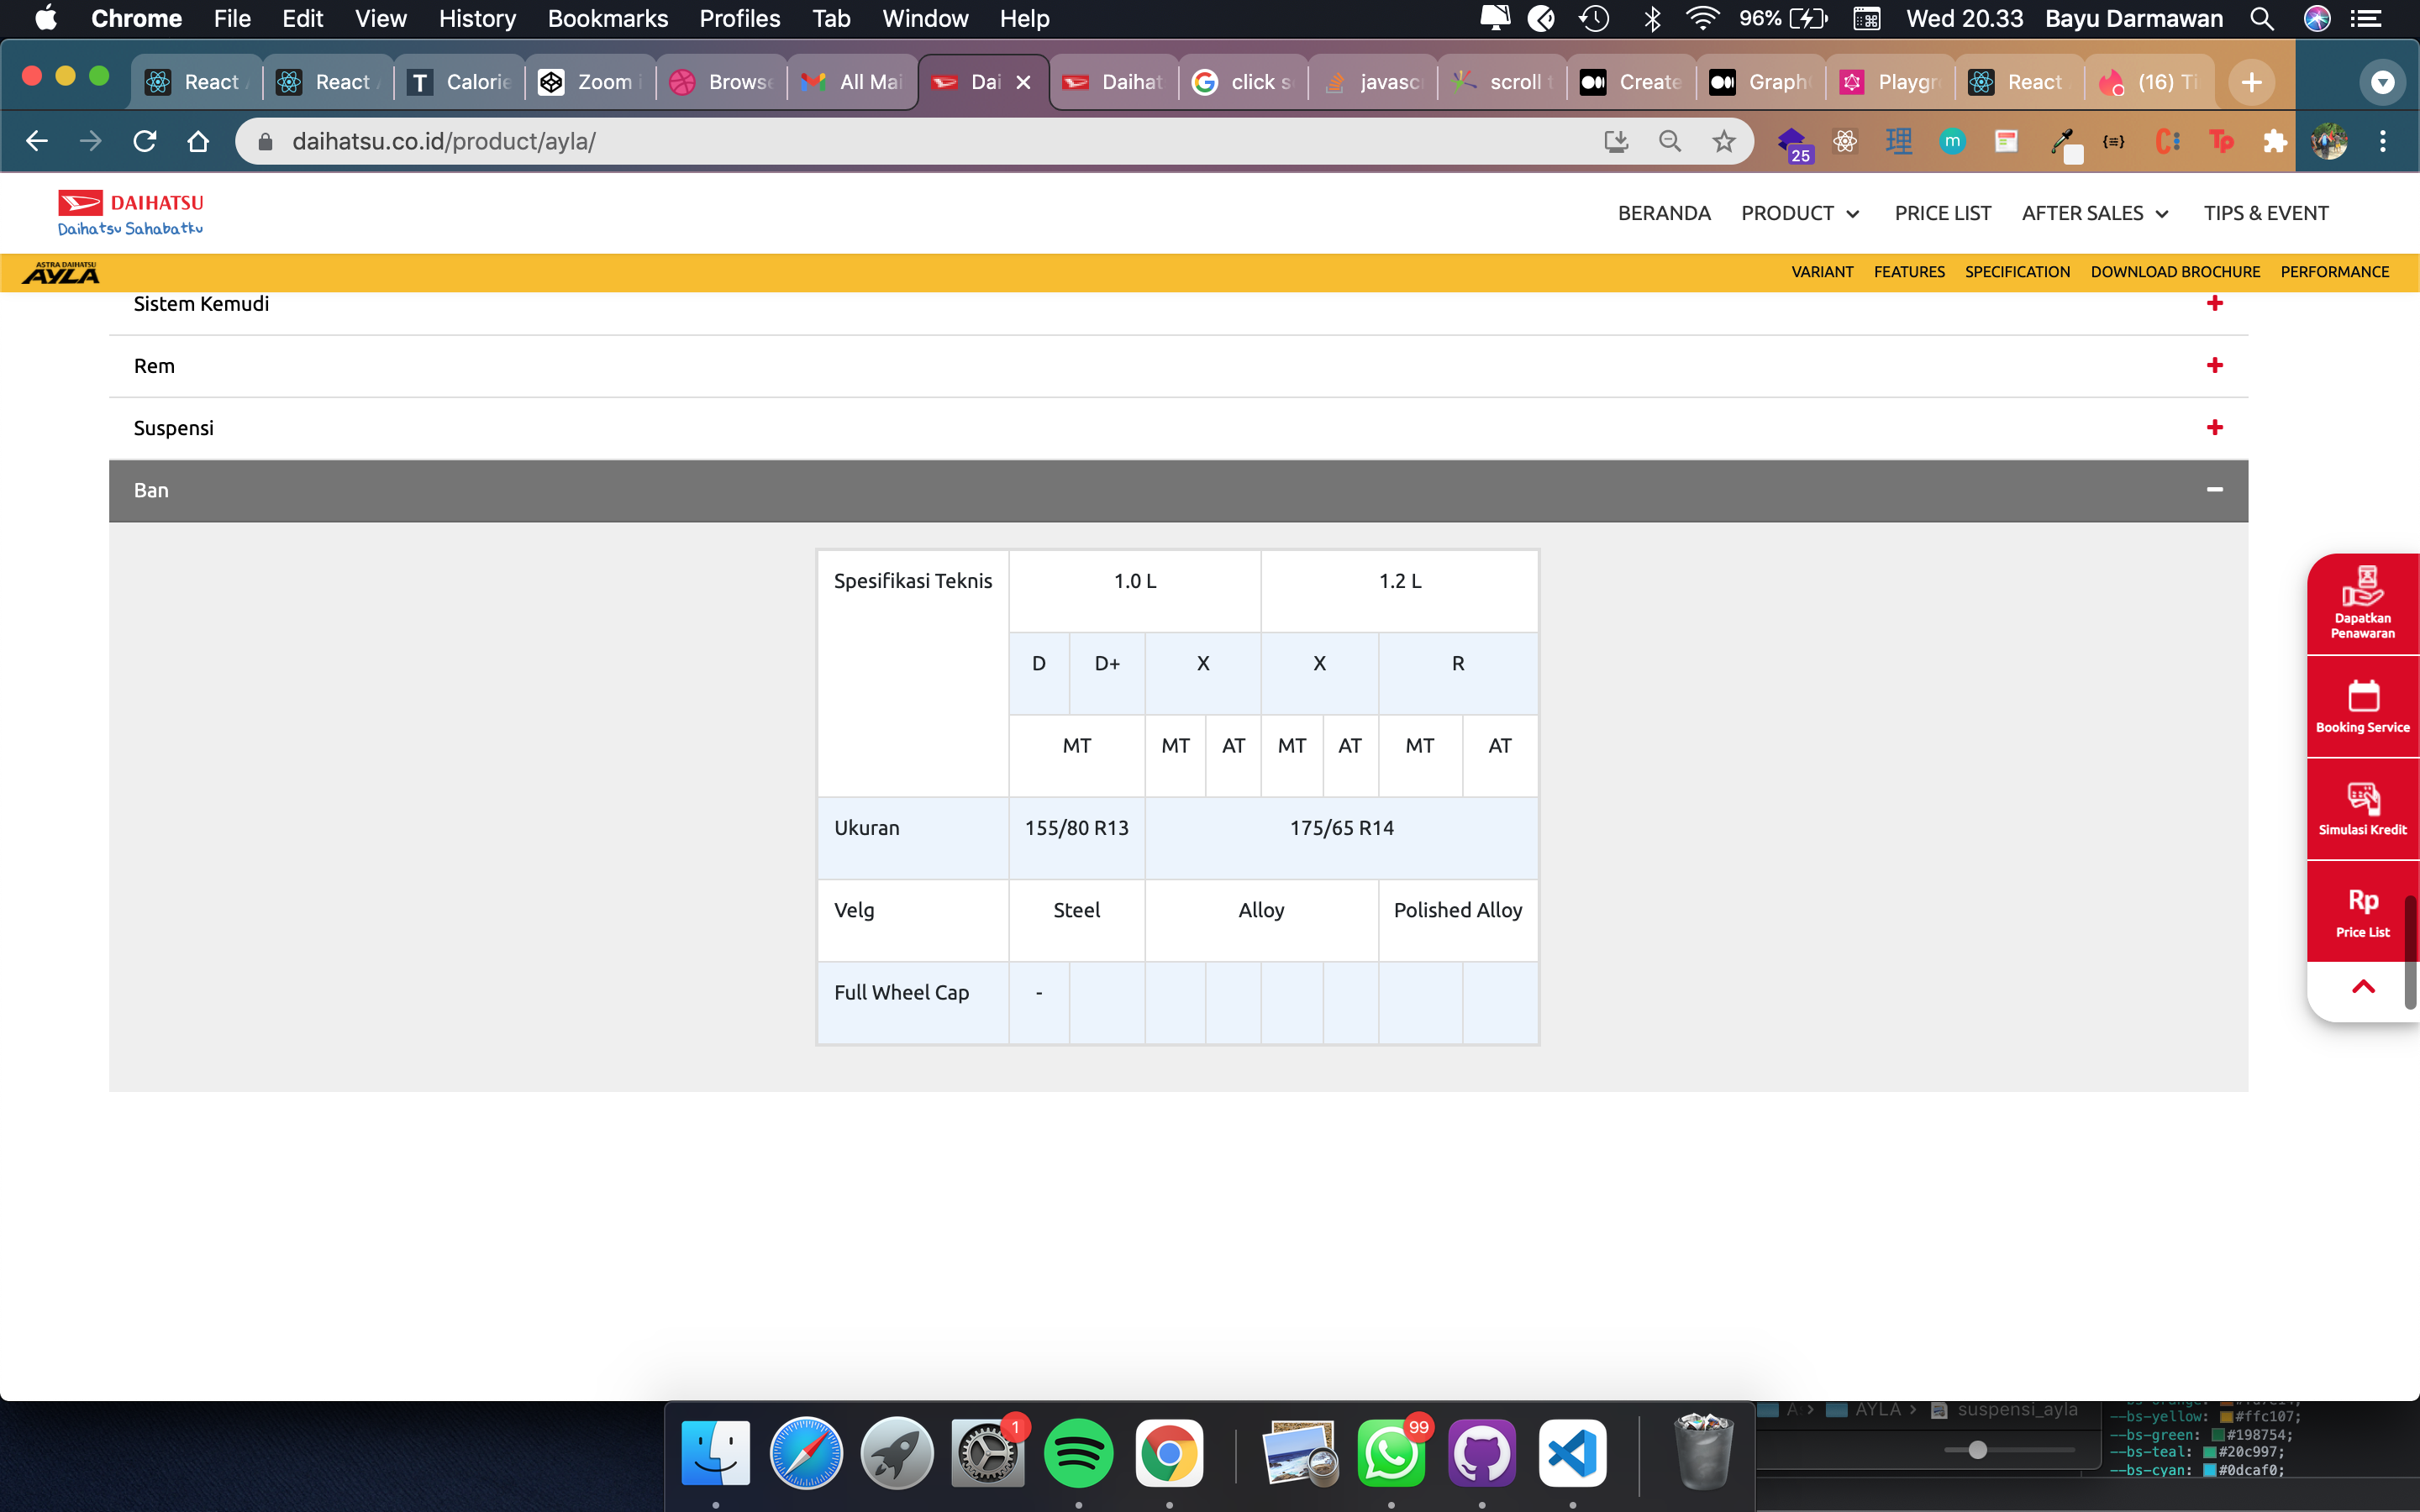 Chrome File Edit View History Bookmarks Profiles Tab Window Help 96% Wed 20.33 Bayu Darmawan
React React Calorie Zoom Browse All Mai Dai Daihat click s javasc scroll Create Graph Playgr React (16) Ti
daihatsu.co.id/product/ayla/ 25 理 m {=} C Tp
DAIHATSU
Daihatsu Sahabatku
BERANDA PRODUCT PRICE LIST AFTER SALES TIPS & EVENT
ASTRA DAIHATSU
AYLA
VARIANT FEATURES SPECIFICATION DOWNLOAD BROCHURE PERFORMANCE
Sistem Kemudi +
Rem +
Suspensi +
Ban −
Spesifikasi Teknis 1.0 L 1.2 L
D D+ X X R
MT MT AT MT AT MT AT
Ukuran 155/80 R13 175/65 R14
Velg Steel Alloy Polished Alloy
Full Wheel Cap -
Dapatkan
Penawaran
Booking Service
Simulasi Kredit
Rp
Price List
1 99
AYLA > suspensi_ayla
--bs-yellow: #ffc107;
--bs-green: #198754;
--bs-teal: #20c997;
--bs-cyan: #0dcaf0;